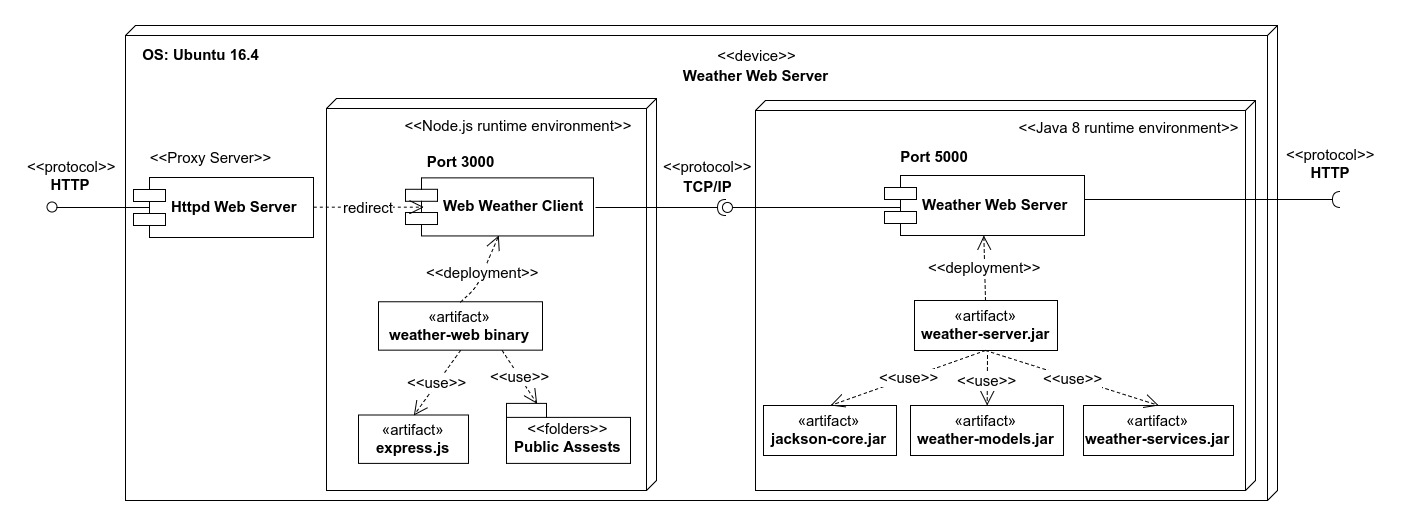 OS: Ubuntu 16.4
<<device>>
Weather Web Server
<<protocol>>
HTTP
<<Proxy Server>>
Httpd Web Server
redirect
<<Node.js runtime environment>>
Port 3000
Web Weather Client
<<deployment>>
«artifact»
weather-web binary
<<use>>
<<use>>
«artifact»
express.js
<<folders>>
Public Assests
<<protocol>>
TCP/IP
<<Java 8 runtime environment>>
Port 5000
Weather Web Server
<<deployment>>
«artifact»
weather-server.jar
<<use>>
<<use>>
<<use>>
«artifact»
jackson-core.jar
«artifact»
weather-models.jar
«artifact»
weather-services.jar
<<protocol>>
HTTP